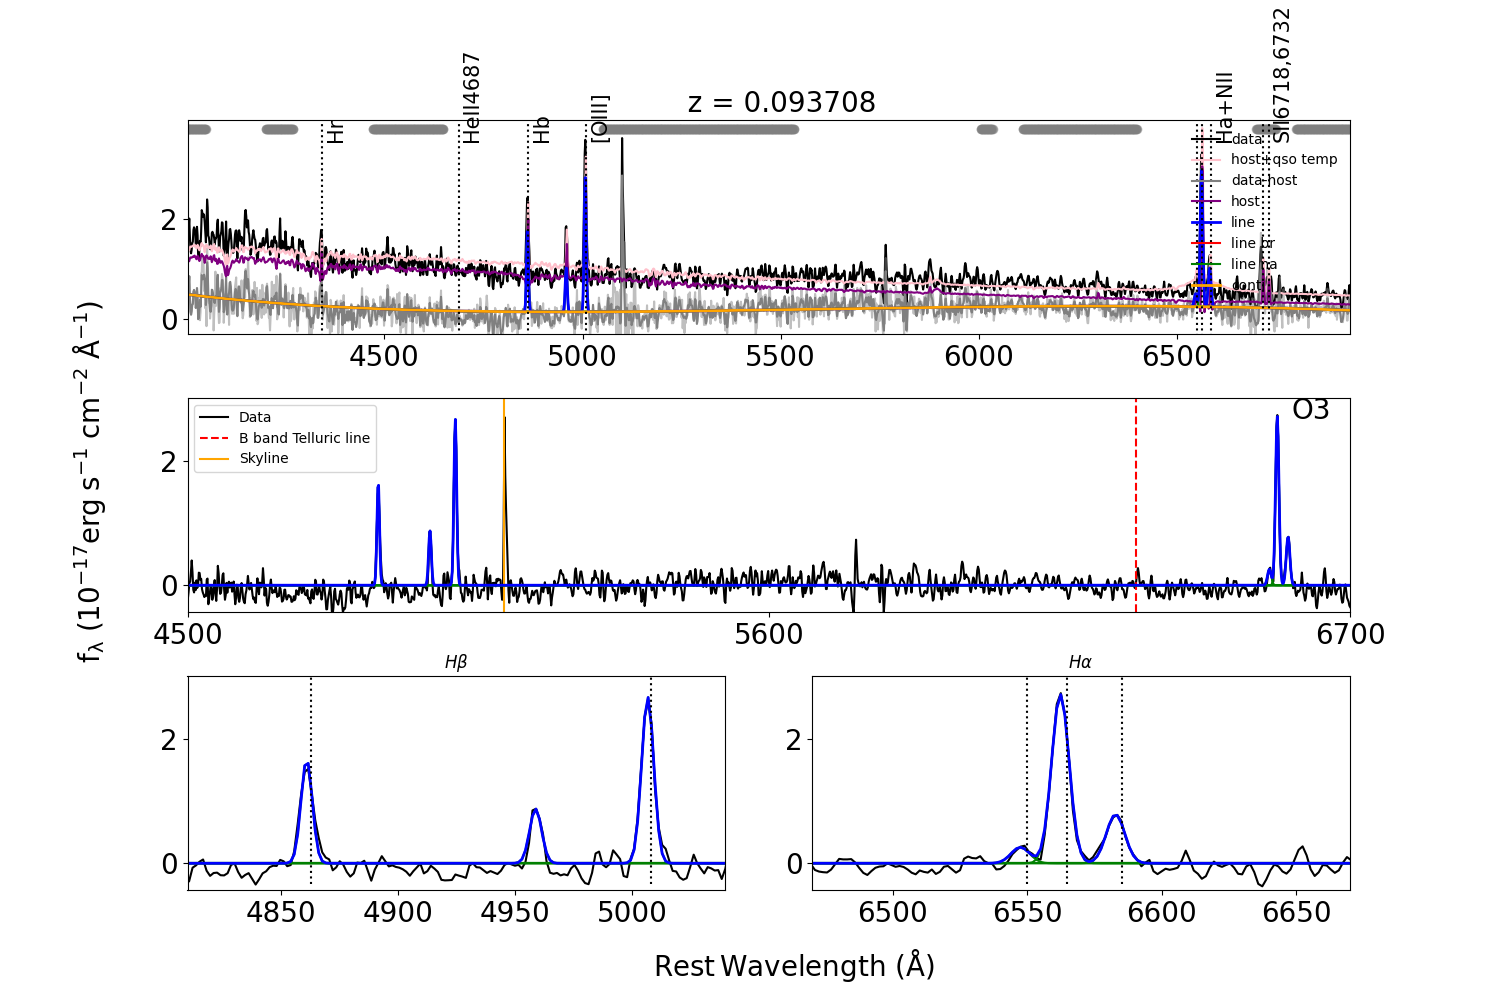 z = 0.093708
Hr
HeII4687
Hb
[OIII]
Ha+NII
SII6718,6732
data
host+qso temp
data-host
host
line
line br
line na
conti
2
0
4500
5000
5500
6000
6500
fλ (10⁻¹⁷erg s⁻¹ cm⁻² Å⁻¹)
Data
B band Telluric line
Skyline
O3
2
0
4500
5600
6700
Hβ
2
0
4850
4900
4950
5000
Hα
2
0
6500
6550
6600
6650
Rest Wavelength (Å)